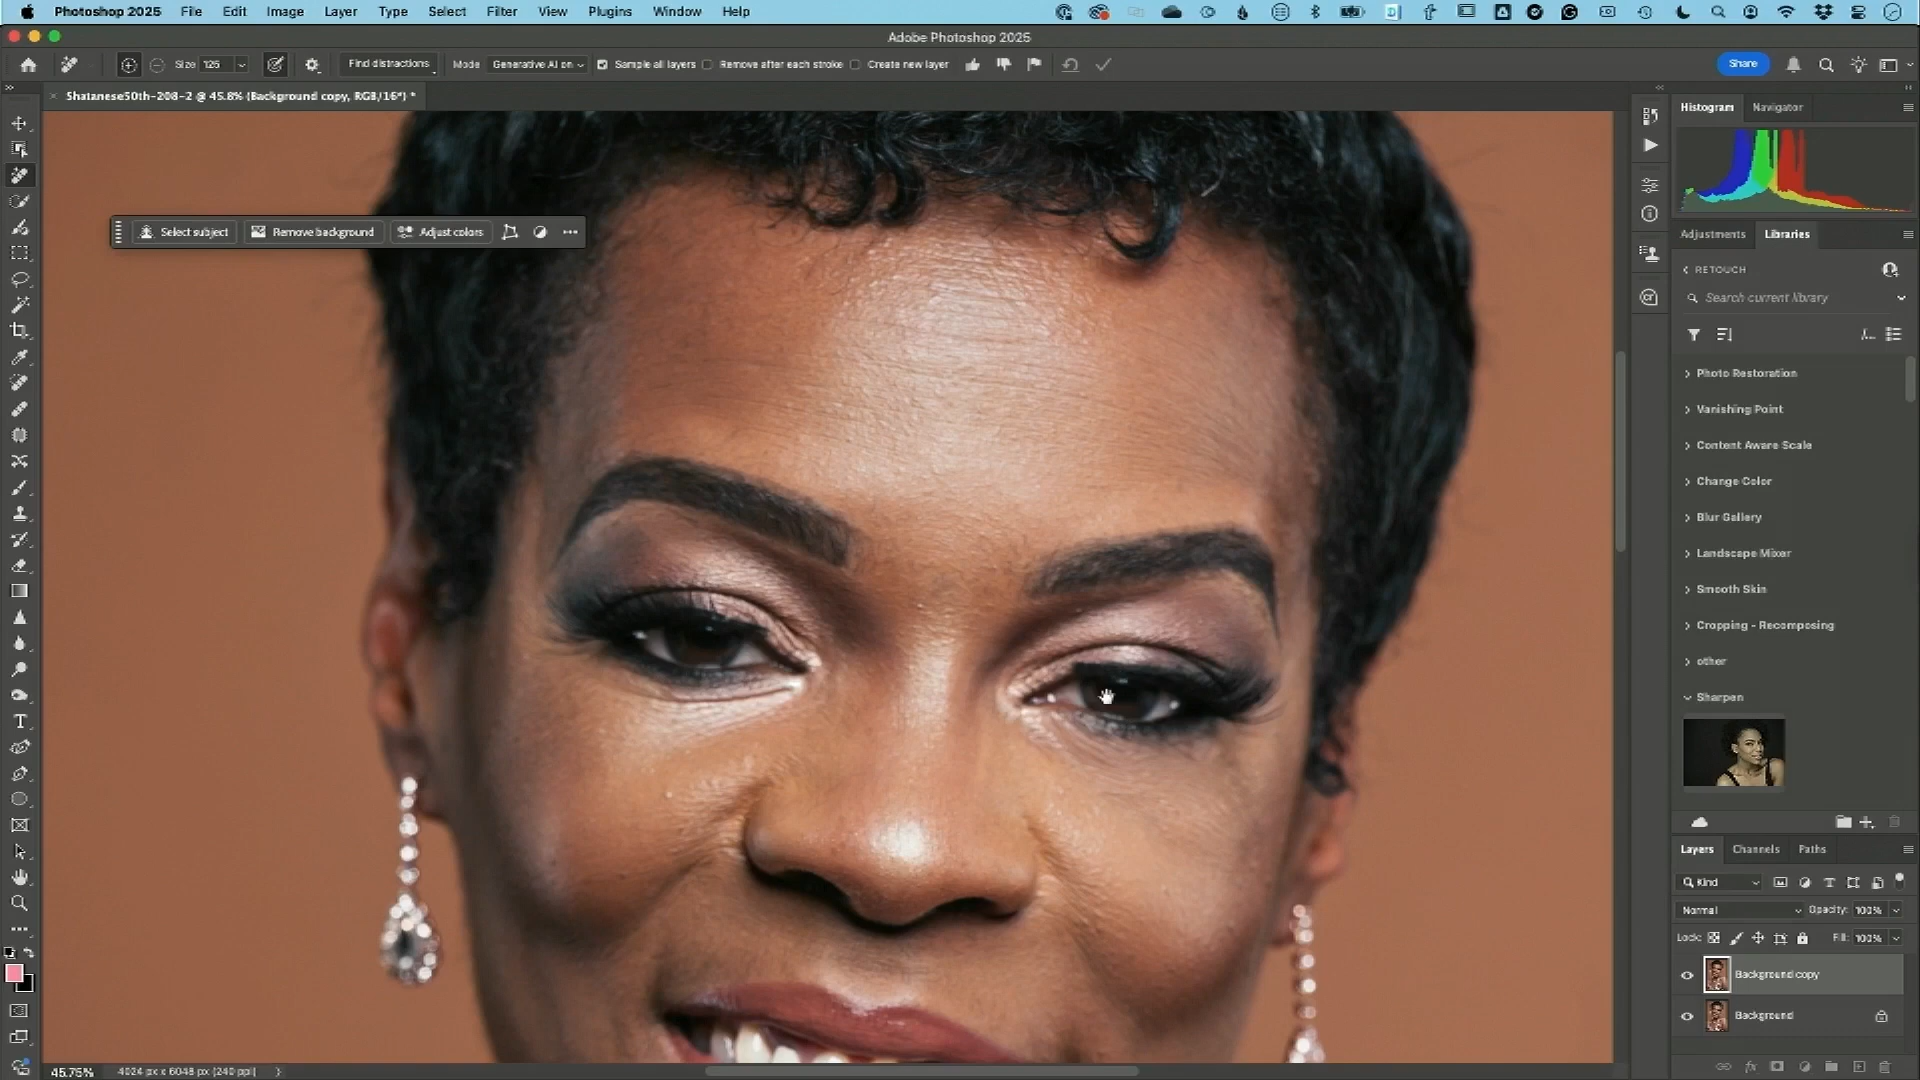 Photoshop 2025 File Edit Image Layer Type Select Filter View Plugins Window Help
Adobe Photoshop 2025
Size 125 Find distractions Mode Generative AI on Sample all layers Remove after each stroke Create new layer Share
Shatanese50th-208-2 @ 45.8% (Background copy, RGB/16*) *
Histogram Navigator
Select subject Remove background Adjust colors
Adjustments Libraries
RETOUCH
Search current library
Photo Restoration
Vanishing Point
Content Aware Scale
Change Color
Blur Gallery
Landscape Mixer
Smooth Skin
Cropping - Recomposing
other
Sharpen
Layers Channels Paths
Kind
Normal Opacity: 100%
Lock: Fill: 100%
Background copy
Background
45.75% 4024 px x 6048 px (240 ppi)